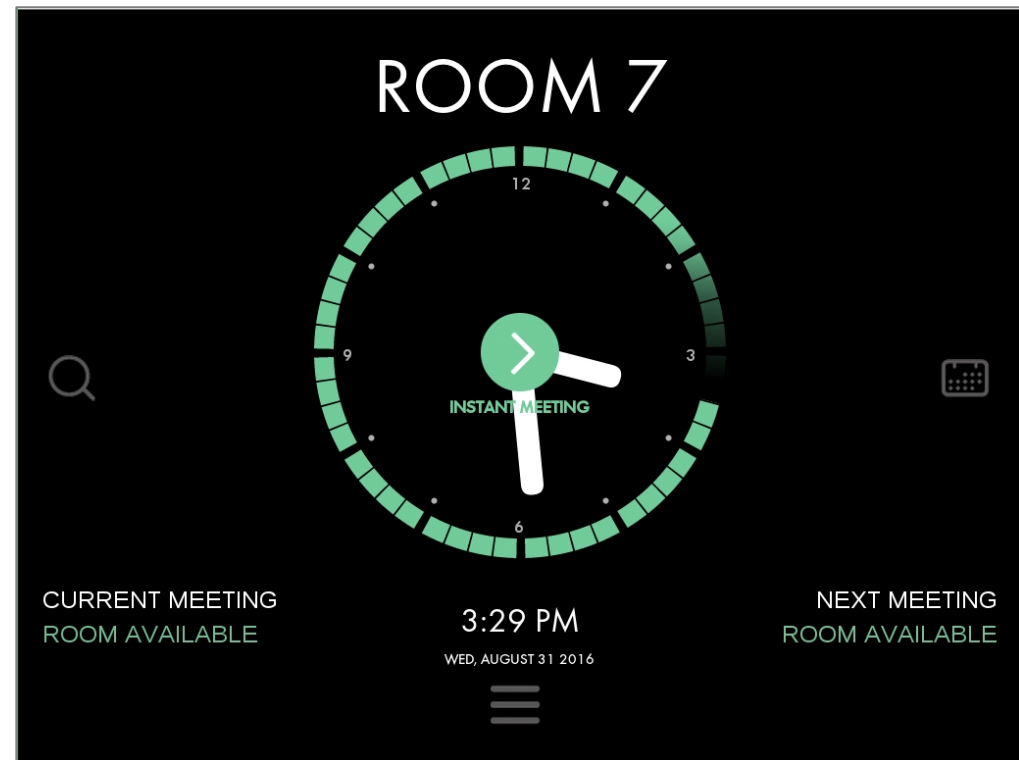 ROOM 7
12
9
3
INSTANT MEETING
6
CURRENT MEETING
ROOM AVAILABLE
3:29 PM
WED, AUGUST 31 2016
NEXT MEETING
ROOM AVAILABLE